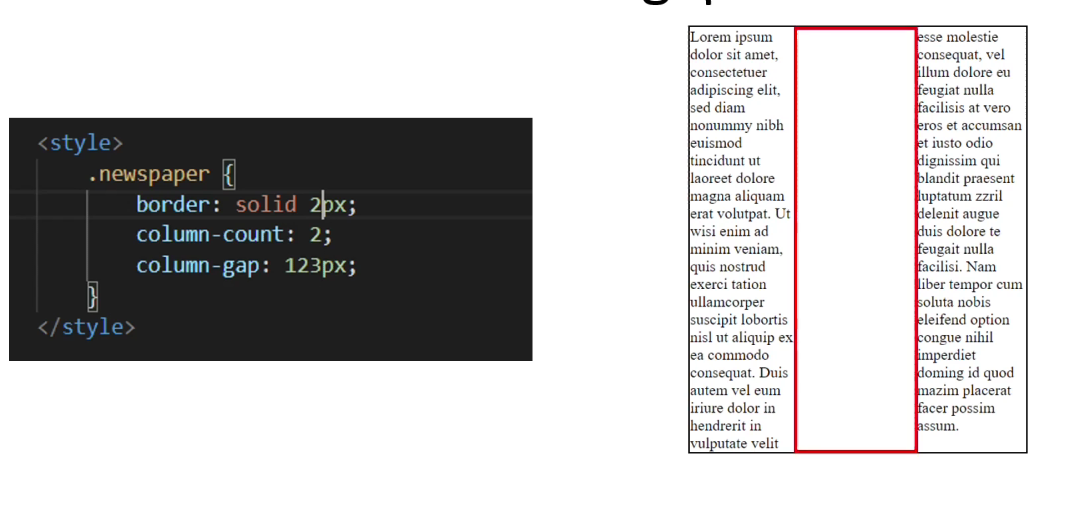 <style>
.newspaper {
border: solid 2px;
column-count: 2;
column-gap: 123px;
}
</style>
Lorem ipsum
dolor sit amet,
consectetuer
adipiscing elit,
sed diam
nonummy nibh
euismod
tincidunt ut
laoreet dolore
magna aliquam
erat volutpat. Ut
wisi enim ad
minim veniam,
quis nostrud
exerci tation
ullamcorper
suscipit lobortis
nisl ut aliquip ex
ea commodo
consequat. Duis
autem vel eum
iriure dolor in
hendrerit in
vulputate velit
esse molestie
consequat, vel
illum dolore eu
feugiat nulla
facilisis at vero
eros et accumsan
et iusto odio
dignissim qui
blandit praesent
luptatum zzril
delenit augue
duis dolore te
feugait nulla
facilisi. Nam
liber tempor cum
soluta nobis
eleifend option
congue nihil
imperdiet
doming id quod
mazim placerat
facer possim
assum.